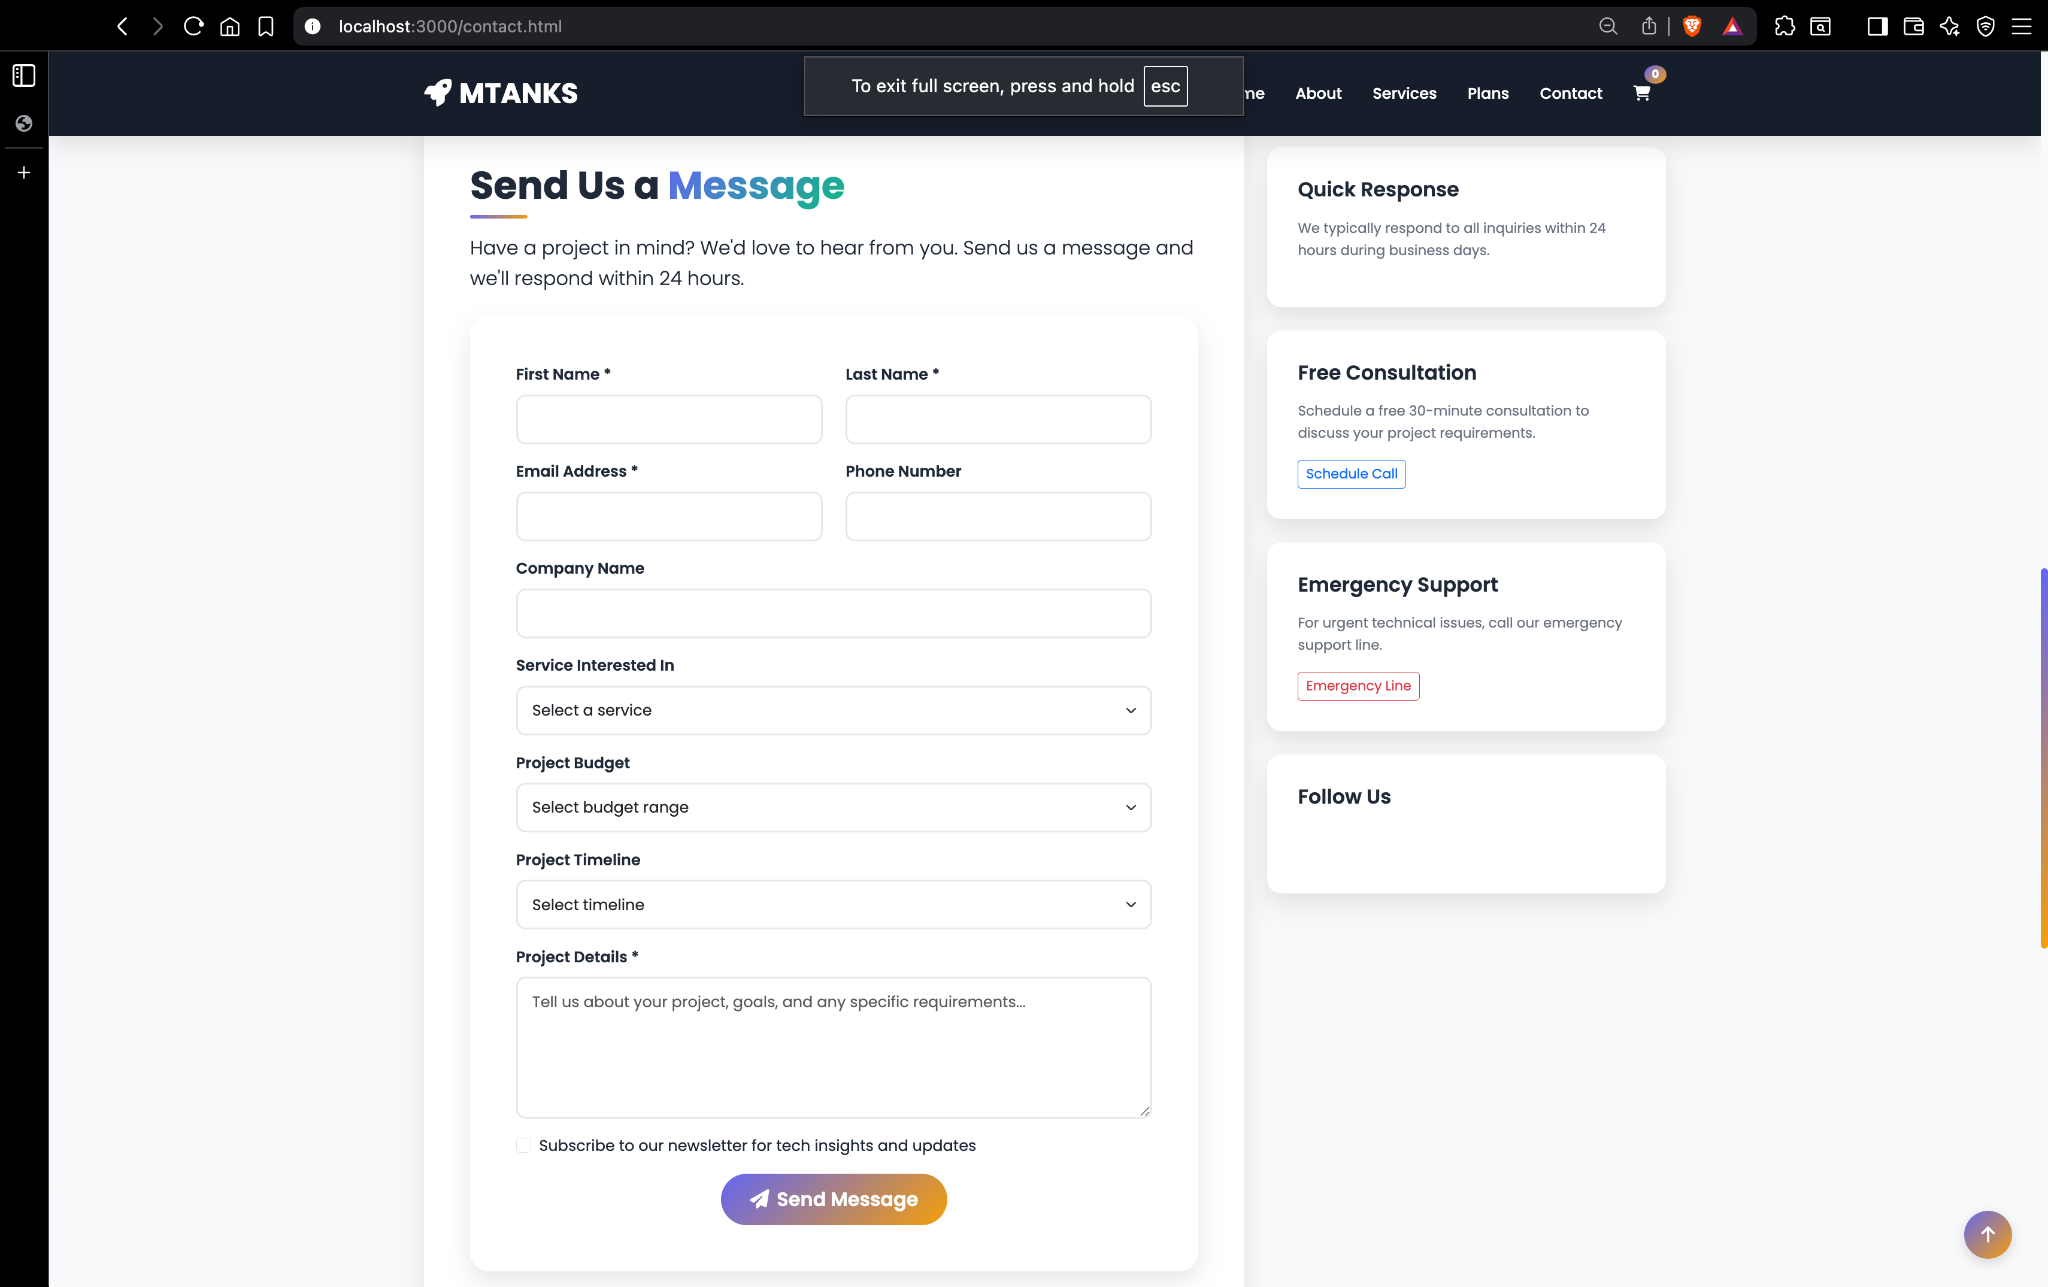 localhost:3000/contact.html
MTANKS
To exit full screen, press and hold esc
me
About
Services
Plans
Contact
0
Send Us a Message
Have a project in mind? We'd love to hear from you. Send us a message and
we'll respond within 24 hours.
First Name *
Last Name *
Email Address *
Phone Number
Company Name
Service Interested In
Select a service
Project Budget
Select budget range
Project Timeline
Select timeline
Project Details *
Tell us about your project, goals, and any specific requirements...
Subscribe to our newsletter for tech insights and updates
Send Message
Quick Response
We typically respond to all inquiries within 24
hours during business days.
Free Consultation
Schedule a free 30-minute consultation to
discuss your project requirements.
Schedule Call
Emergency Support
For urgent technical issues, call our emergency
support line.
Emergency Line
Follow Us